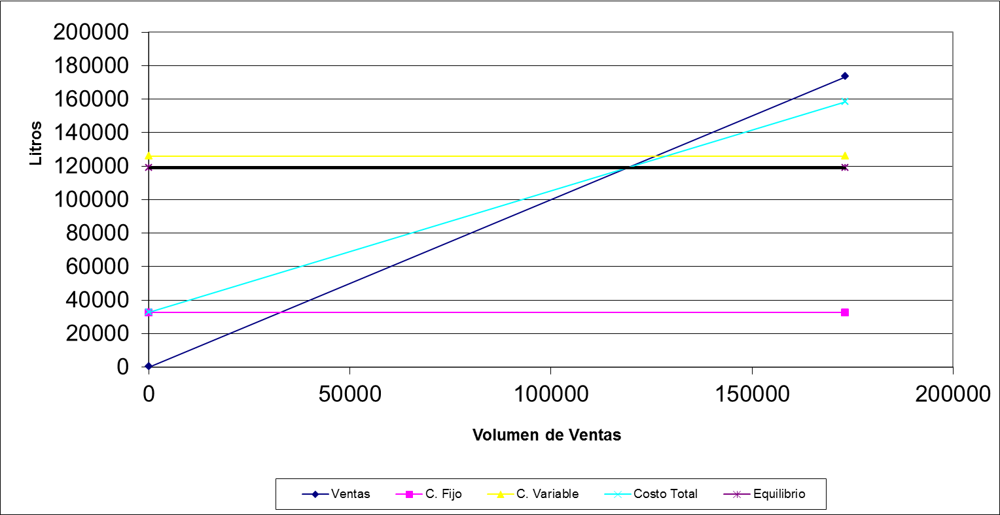 200000
180000
160000
140000
120000
100000
80000
60000
40000
20000
0
Litros
0 50000 100000 150000 200000
Volumen de Ventas
Ventas C. Fijo C. Variable Costo Total Equilibrio